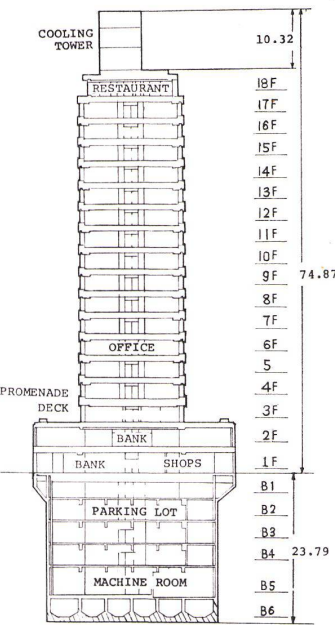 COOLING
TOWER
10.32
RESTAURANT
18F
17F
16F
15F
14F
13F
12F
11F
10F
9F
74.87
8F
7F
OFFICE
6F
5
PROMENADE
DECK
4F
3F
BANK
2F
BANK
SHOPS
1F
B1
PARKING LOT
B2
B3
B4
23.79
MACHINE ROOM
B5
B6